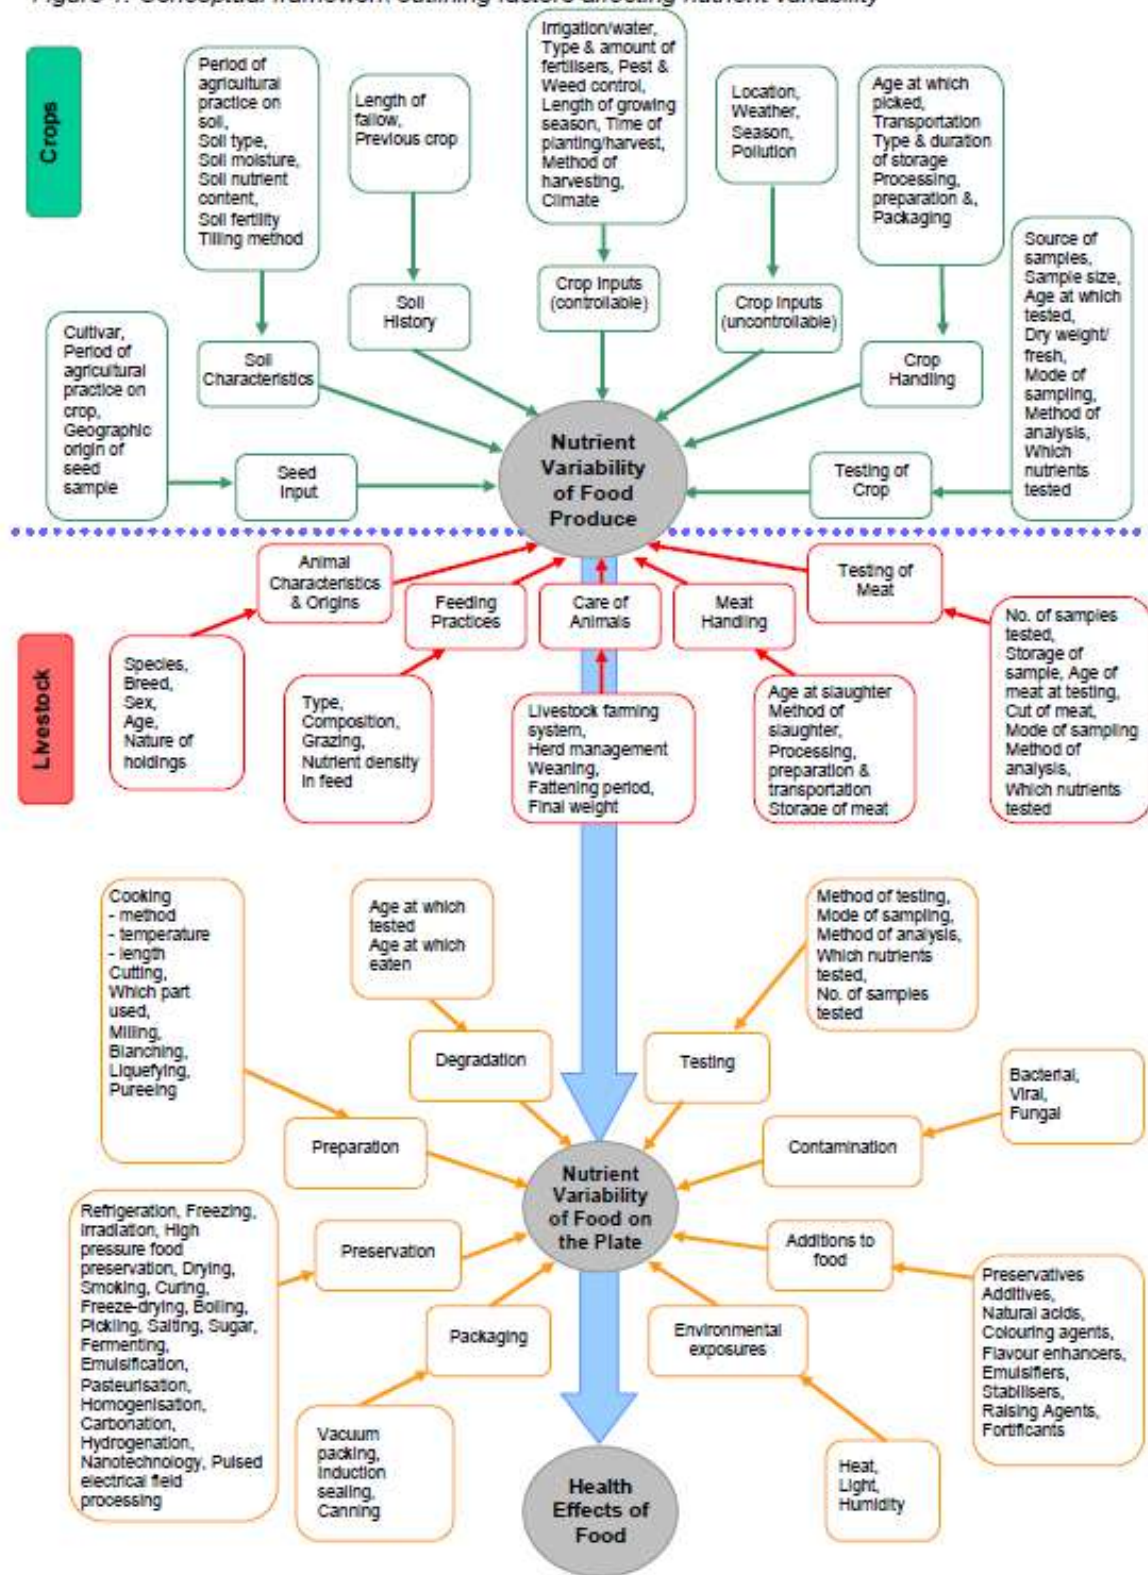 Figure 1: Conceptual framework outlining factors affecting nutrient variability
Crops
Period of
agricultural
practice on
soil,
Soil type,
Soil moisture,
Soil nutrient
content,
Soil fertility
Tilling method
Length of
fallow,
Previous crop
Irrigation/water,
Type & amount of
fertilisers, Pest &
Weed control,
Length of growing
season, Time of
planting/harvest,
Method of
harvesting,
Climate
Location,
Weather,
Season,
Pollution
Age at which
picked,
Transportation
Type & duration
of storage
Processing,
preparation &,
Packaging
Source of
samples,
Sample size,
Age at which
tested,
Dry weight/
fresh,
Mode of
sampling,
Method of
analysis,
Which
nutrients
tested
Cultivar,
Period of
agricultural
practice on
crop,
Geographic
origin of
seed
sample
Soil
Characteristics
Soil
History
Crop Inputs
(controllable)
Crop Inputs
(uncontrollable)
Crop
Handling
Seed
Input
Testing of
Crop
Nutrient
Variability
of Food
Produce
Livestock
Animal
Characteristics
& Origins
Feeding
Practices
Care of
Animals
Meat
Handling
Testing of
Meat
Species,
Breed,
Sex,
Age,
Nature of
holdings
Type,
Composition,
Grazing,
Nutrient density
in feed
Livestock farming
system,
Herd management
Weaning,
Fattening period,
Final weight
Age at slaughter
Method of
slaughter,
Processing,
preparation &
transportation
Storage of meat
No. of samples
tested,
Storage of
sample, Age of
meat at testing,
Cut of meat,
Mode of sampling
Method of
analysis,
Which nutrients
tested
Cooking
- method
- temperature
- length
Cutting,
Which part
used,
Milling,
Blanching,
Liquefying,
Pureeing
Age at which
tested
Age at which
eaten
Method of testing,
Mode of sampling,
Method of analysis,
Which nutrients
tested,
No. of samples
tested
Degradation
Testing
Bacterial,
Viral,
Fungal
Preparation
Contamination
Nutrient
Variability
of Food on
the Plate
Refrigeration, Freezing,
Irradiation, High
pressure food
preservation, Drying,
Smoking, Curing,
Freeze-drying, Boiling,
Pickling, Salting, Sugar,
Fermenting,
Emulsification,
Pasteurisation,
Homogenisation,
Carbonation,
Hydrogenation,
Nanotechnology, Pulsed
electrical field
processing
Preservation
Additions to
food
Preservatives
Additives,
Natural acids,
Colouring agents,
Flavour enhancers,
Emulsifiers,
Stabilisers,
Raising Agents,
Fortificants
Packaging
Environmental
exposures
Vacuum
packing,
Induction
sealing,
Canning
Heat,
Light,
Humidity
Health
Effects of
Food